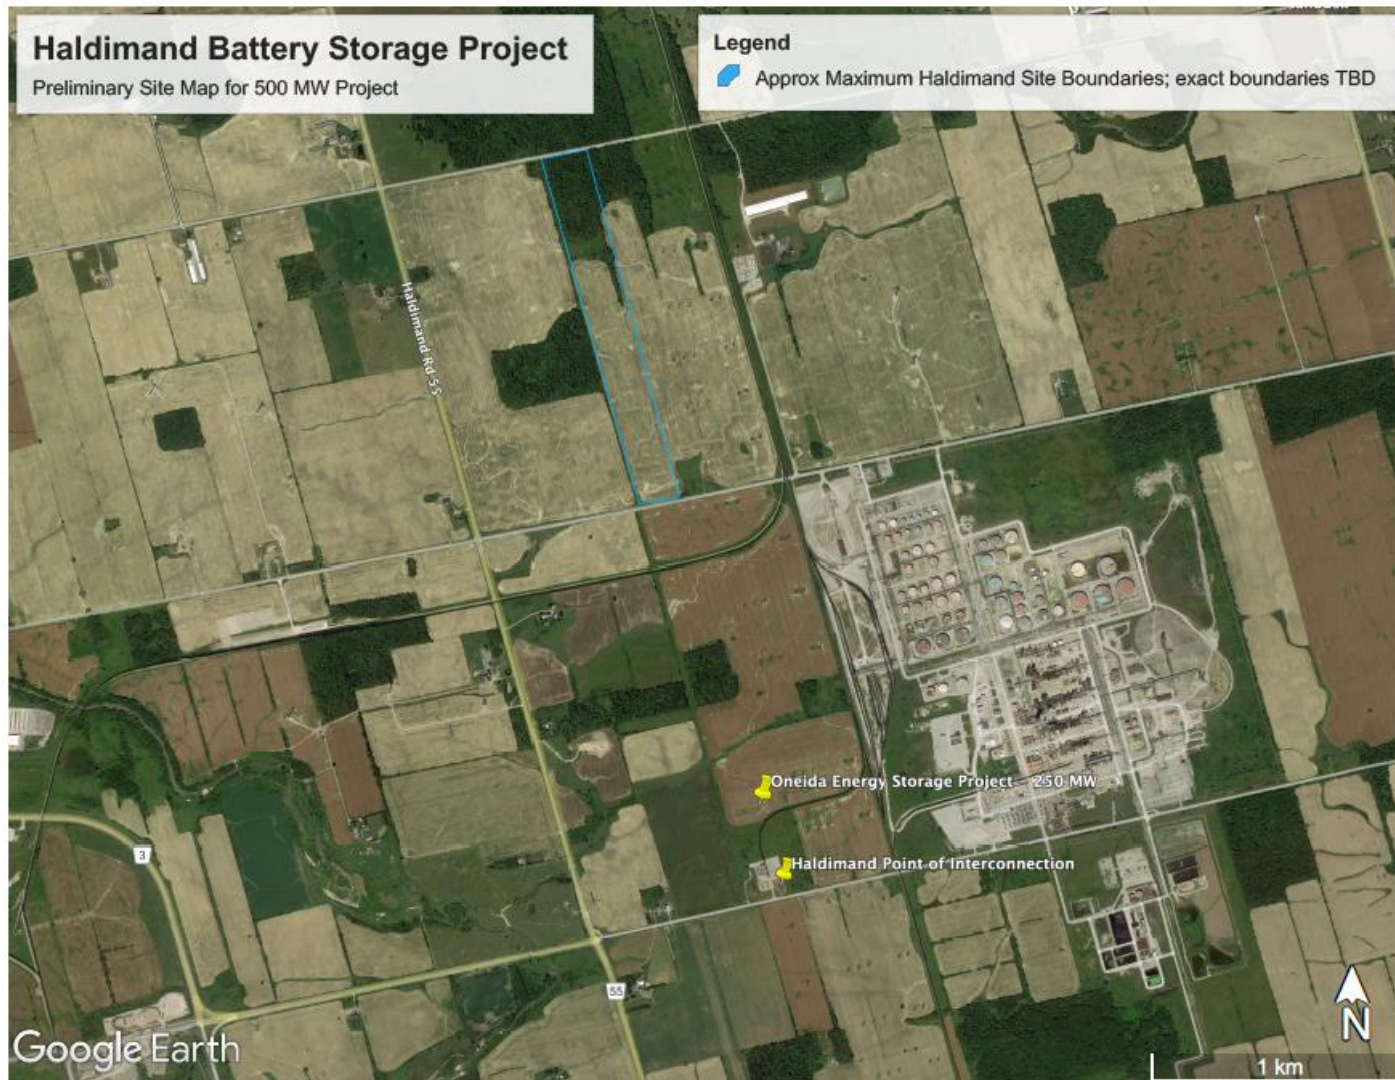 Haldimand Battery Storage Project
Preliminary Site Map for 500 MW Project
Legend
Approx Maximum Haldimand Site Boundaries; exact boundaries TBD
Haldimand Rd 55
Oneida Energy Storage Project - 250 MW
Haldimand Point of Interconnection
3
55
Google Earth
N
1 km